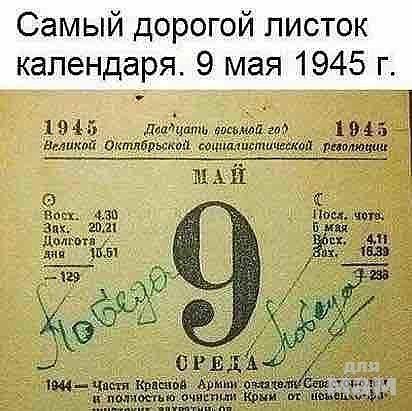 Самый дорогой листок
календаря. 9 мая 1945 г.
1945 Двадцать восьмой год 1945
Великой Октябрьской социалистической революции
МАЙ
Восх. 4.30
Зах. 20.21
Долгота
дня 15.51
— 129
9
Посл. четв.
5 мая
Восх. 4.11
Зах. 16.39
236
Победа
Победа
СРЕДА
1944 — Части Красной Армии овладели
и полностью очистили Крым от
для